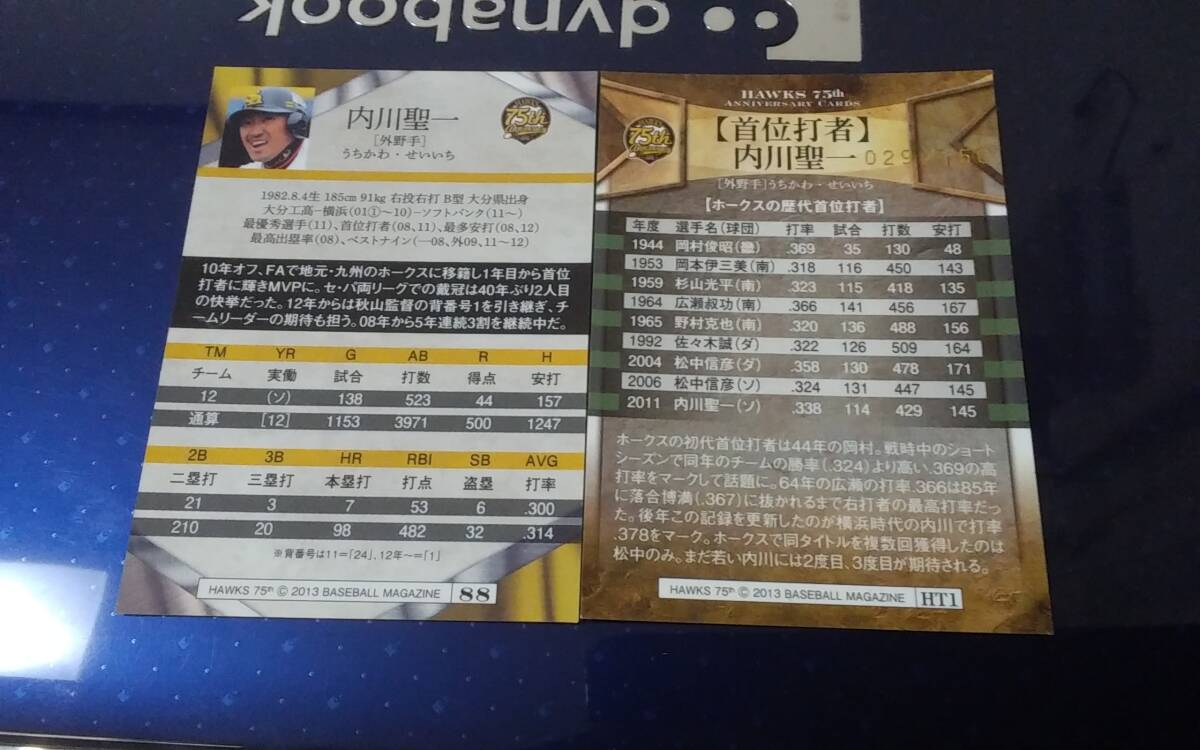 dynabook
内川聖一
[外野手]
うちかわ・せいいち
75th
1982.8.4生 185cm 91kg 右投右打 B型 大分県出身
大分工高-横浜(01①〜10)-ソフトバンク(11〜)
最優秀選手(11)、首位打者(08、11)、最多安打(08、12)
最高出塁率(08)、ベストナイン(一08、外09、11〜12)
10年オフ、FAで地元・九州のホークスに移籍し1年目から首位
打者に輝きMVPに。セ・パ両リーグでの戴冠は40年ぶり2人目
の快挙だった。12年からは秋山監督の背番号1を引き継ぎ、チ
ームリーダーの期待も担う。08年から5年連続3割を継続中だ。
TM YR G AB R H
チーム 実働 試合 打数 得点 安打
12 (ソ) 138 523 44 157
通算 [12] 1153 3971 500 1247
2B 3B HR RBI SB AVG
二塁打 三塁打 本塁打 打点 盗塁 打率
21 3 7 53 6 .300
210 20 98 482 32 .314
※背番号は11=「24」、12年〜=「1」
HAWKS 75th © 2013 BASEBALL MAGAZINE 88
HAWKS 75th
ANNIVERSARY CARDS
75th
【首位打者】
内川聖一 029
[外野手]うちかわ・せいいち
【ホークスの歴代首位打者】
年度 選手名(球団) 打率 試合 打数 安打
1944 岡村俊昭(畿) .369 35 130 48
1953 岡本伊三美(南) .318 116 450 143
1959 杉山光平(南) .323 115 418 135
1964 広瀬叔功(南) .366 141 456 167
1965 野村克也(南) .320 136 488 156
1992 佐々木誠(ダ) .322 126 509 164
2004 松中信彦(ダ) .358 130 478 171
2006 松中信彦(ソ) .324 131 447 145
2011 内川聖一(ソ) .338 114 429 145
ホークスの初代首位打者は44年の岡村。戦時中のショート
シーズンで同年のチームの勝率(.324)より高い.369の高
打率をマークして話題に。64年の広瀬の打率.366は85年
に落合博満(.367)に抜かれるまで右打者の最高打率だっ
た。後年この記録を更新したのが横浜時代の内川で打率
.378をマーク。ホークスで同タイトルを複数回獲得したのは
松中のみ。まだ若い内川には2度目、3度目が期待される。
HAWKS 75th © 2013 BASEBALL MAGAZINE HT1